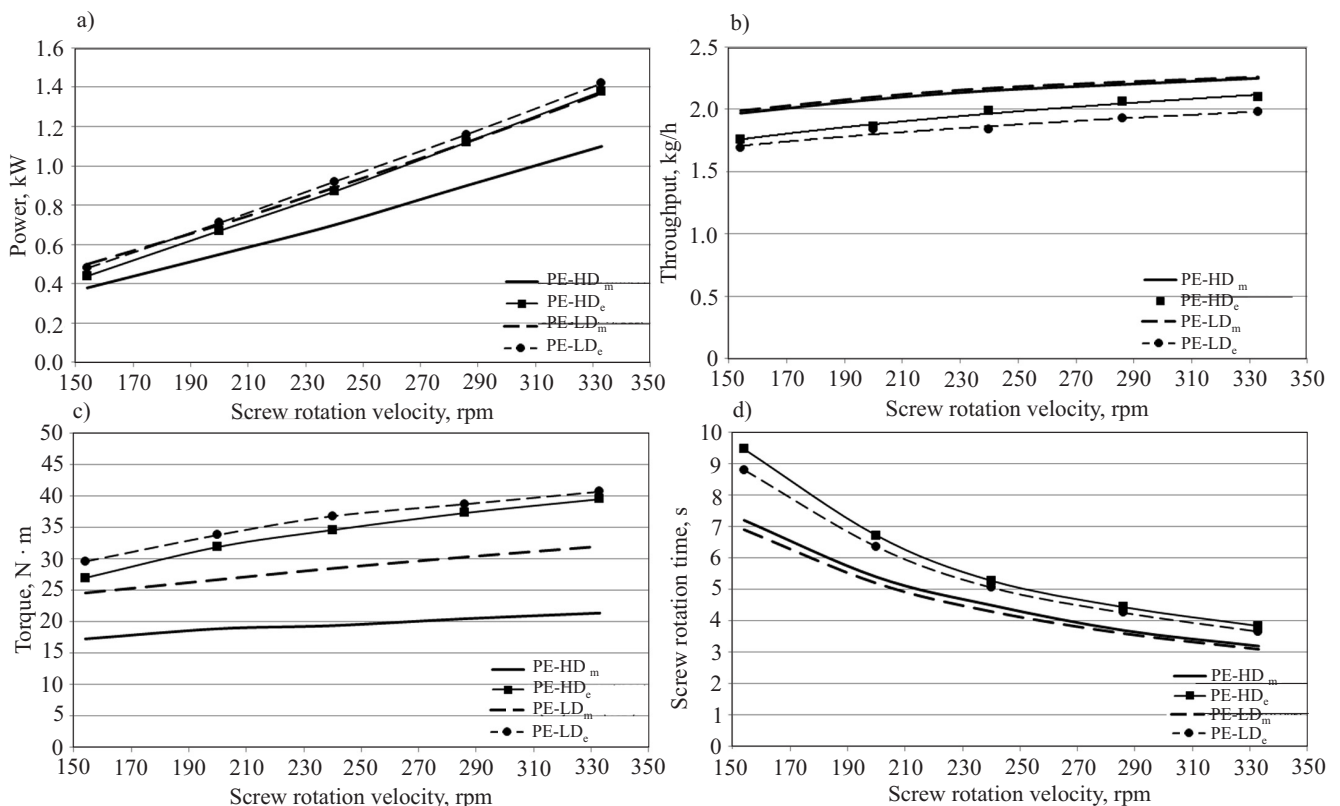 a)
Power, kW
1.6
1.4
1.2
1.0
0.8
0.6
0.4
0.2
0.0
150 170 190 210 230 250 270 290 310 330 350
Screw rotation velocity, rpm
PE-HD m
PE-HDe
PE-LDm
PE-LDe
b)
Throughput, kg/h
2.5
2.0
1.5
1.0
0.5
0
150 170 190 210 230 250 270 290 310 330 350
Screw rotation velocity, rpm
PE-HD m
PE-HDe
PE-LDm
PE-LDe
c)
Torque, N · m
50
45
40
35
30
25
20
15
10
5
0
150 170 190 210 230 250 270 290 310 330 350
Screw rotation velocity, rpm
PE-HD m
PE-HDe
PE-LDm
PE-LDe
d)
Screw rotation time, s
10
9
8
7
6
5
4
3
2
1
0
150 170 190 210 230 250 270 290 310 330 350
Screw rotation velocity, rpm
PE-HD m
PE-HDe
PE-LDm
PE-LDe